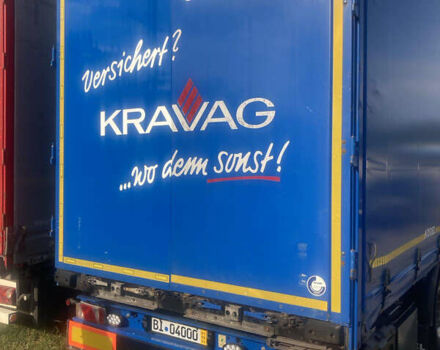 versichert?
KRAVAG
...wo denn sonst!
BI 04000